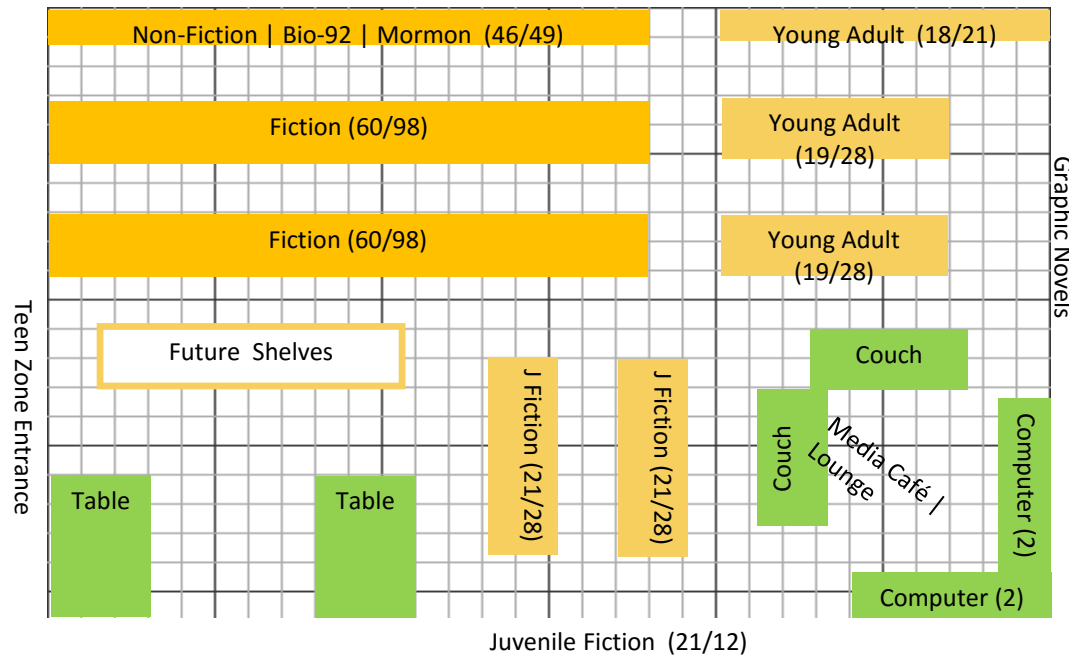 Non-Fiction | Bio-92 | Mormon (46/49)
Young Adult (18/21)
Fiction (60/98)
Young Adult
(19/28)
Graphic Novels
Fiction (60/98)
Young Adult
(19/28)
Teen Zone Entrance
Future Shelves
J Fiction (21/28)
J Fiction (21/28)
Couch
Couch
Media Café |
Lounge
Computer (2)
Table
Table
Computer (2)
Juvenile Fiction (21/12)